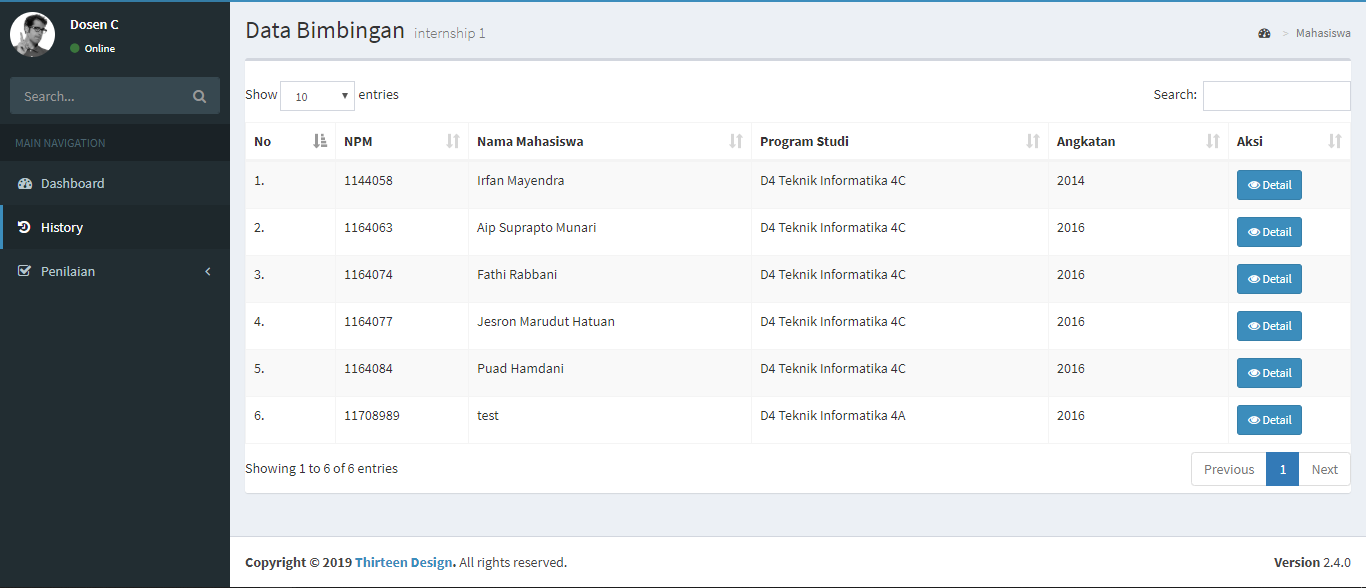 Dosen C
Online
Search...
MAIN NAVIGATION
Dashboard
History
Penilaian
Data Bimbingan internship 1
> Mahasiswa
Show 10 entries
Search:
No NPM Nama Mahasiswa Program Studi Angkatan Aksi
1. 1144058 Irfan Mayendra D4 Teknik Informatika 4C 2014 Detail
2. 1164063 Aip Suprapto Munari D4 Teknik Informatika 4C 2016 Detail
3. 1164074 Fathi Rabbani D4 Teknik Informatika 4C 2016 Detail
4. 1164077 Jesron Marudut Hatuan D4 Teknik Informatika 4C 2016 Detail
5. 1164084 Puad Hamdani D4 Teknik Informatika 4C 2016 Detail
6. 11708989 test D4 Teknik Informatika 4A 2016 Detail
Showing 1 to 6 of 6 entries
Previous 1 Next
Copyright © 2019 Thirteen Design. All rights reserved.
Version 2.4.0